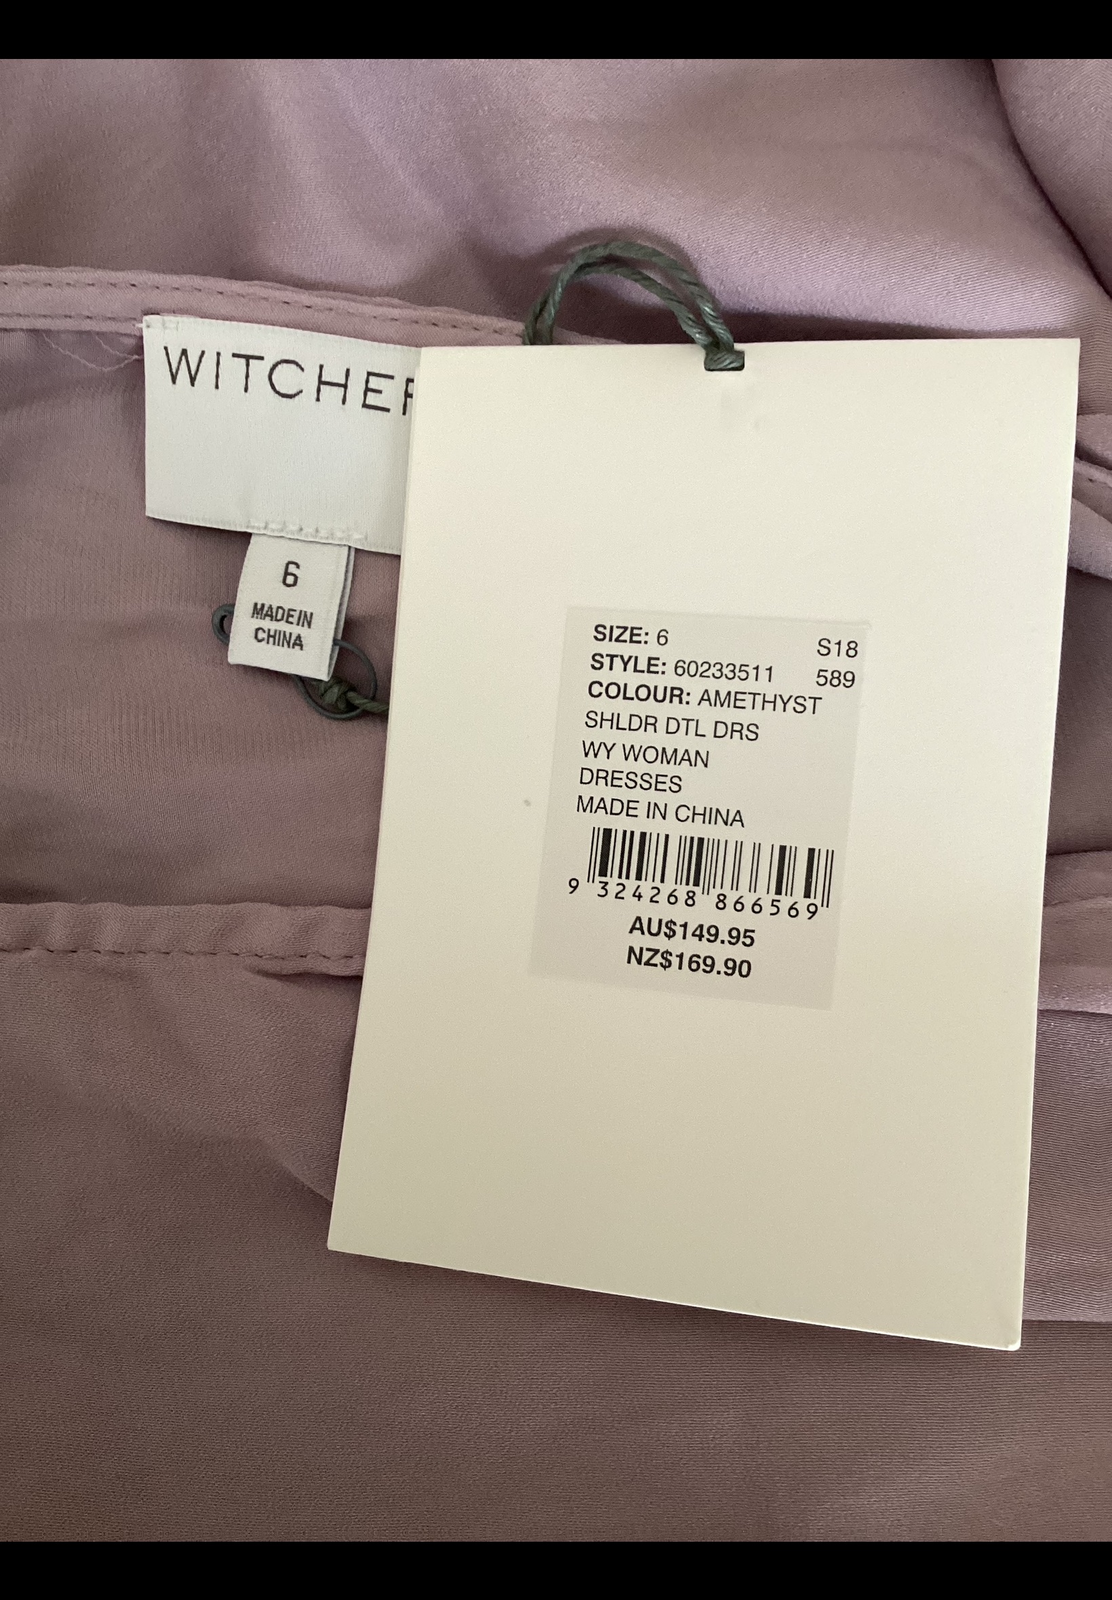 WITCHER
6
MADE IN
CHINA
SIZE: 6 S18
STYLE: 60233511 589
COLOUR: AMETHYST
SHLDR DTL DRS
WY WOMAN
DRESSES
MADE IN CHINA
9 324268 866569
AU$149.95
NZ$169.90